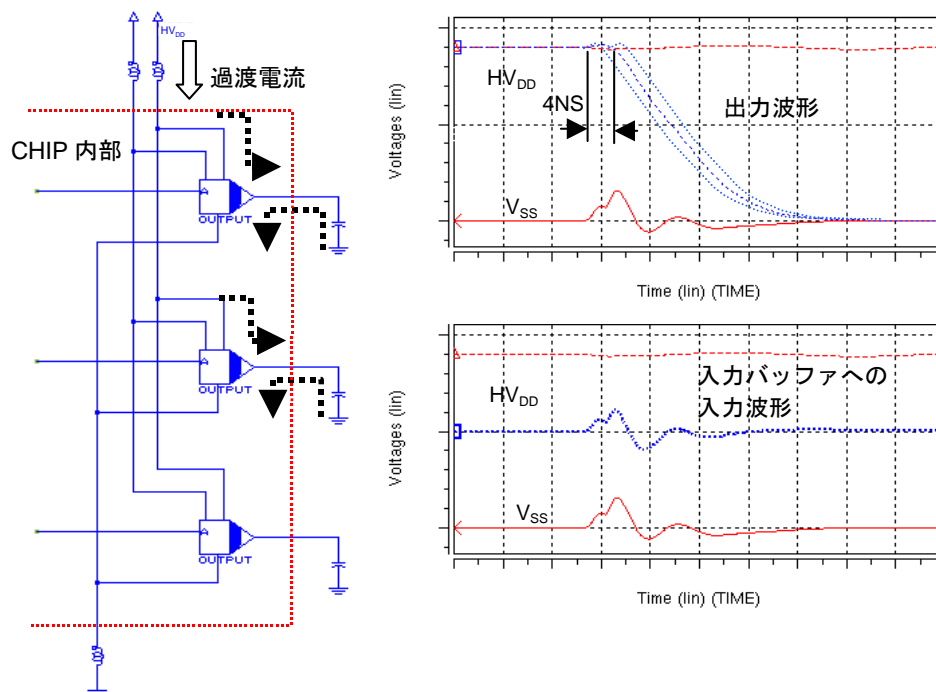 HVDD
過渡電流
CHIP 内部
OUTPUT
OUTPUT
OUTPUT
Voltages (lin)
HVDD
4NS
出力波形
VSS
Time (lin) (TIME)
Voltages (lin)
HVDD
入力バッファへの
入力波形
VSS
Time (lin) (TIME)